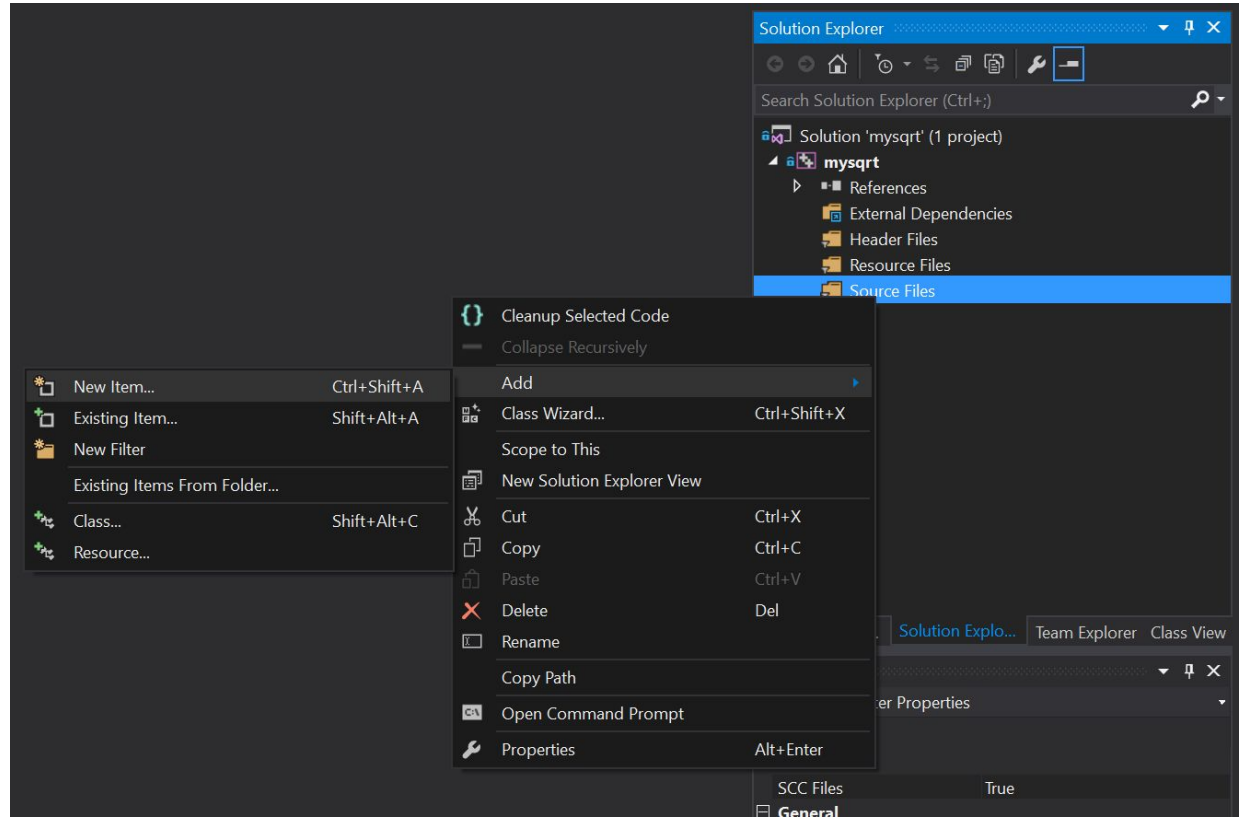 Solution Explorer
Search Solution Explorer (Ctrl+;)
Solution 'mysqrt' (1 project)
mysqrt
References
External Dependencies
Header Files
Resource Files
Source Files
Cleanup Selected Code
Collapse Recursively
Add
Class Wizard... Ctrl+Shift+X
Scope to This
New Solution Explorer View
Cut Ctrl+X
Copy Ctrl+C
Paste Ctrl+V
Delete Del
Rename
Copy Path
Open Command Prompt
Properties Alt+Enter
New Item... Ctrl+Shift+A
Existing Item... Shift+Alt+A
New Filter
Existing Items From Folder...
Class... Shift+Alt+C
Resource...
Solution Explo... Team Explorer Class View
Properties
SCC Files True
General